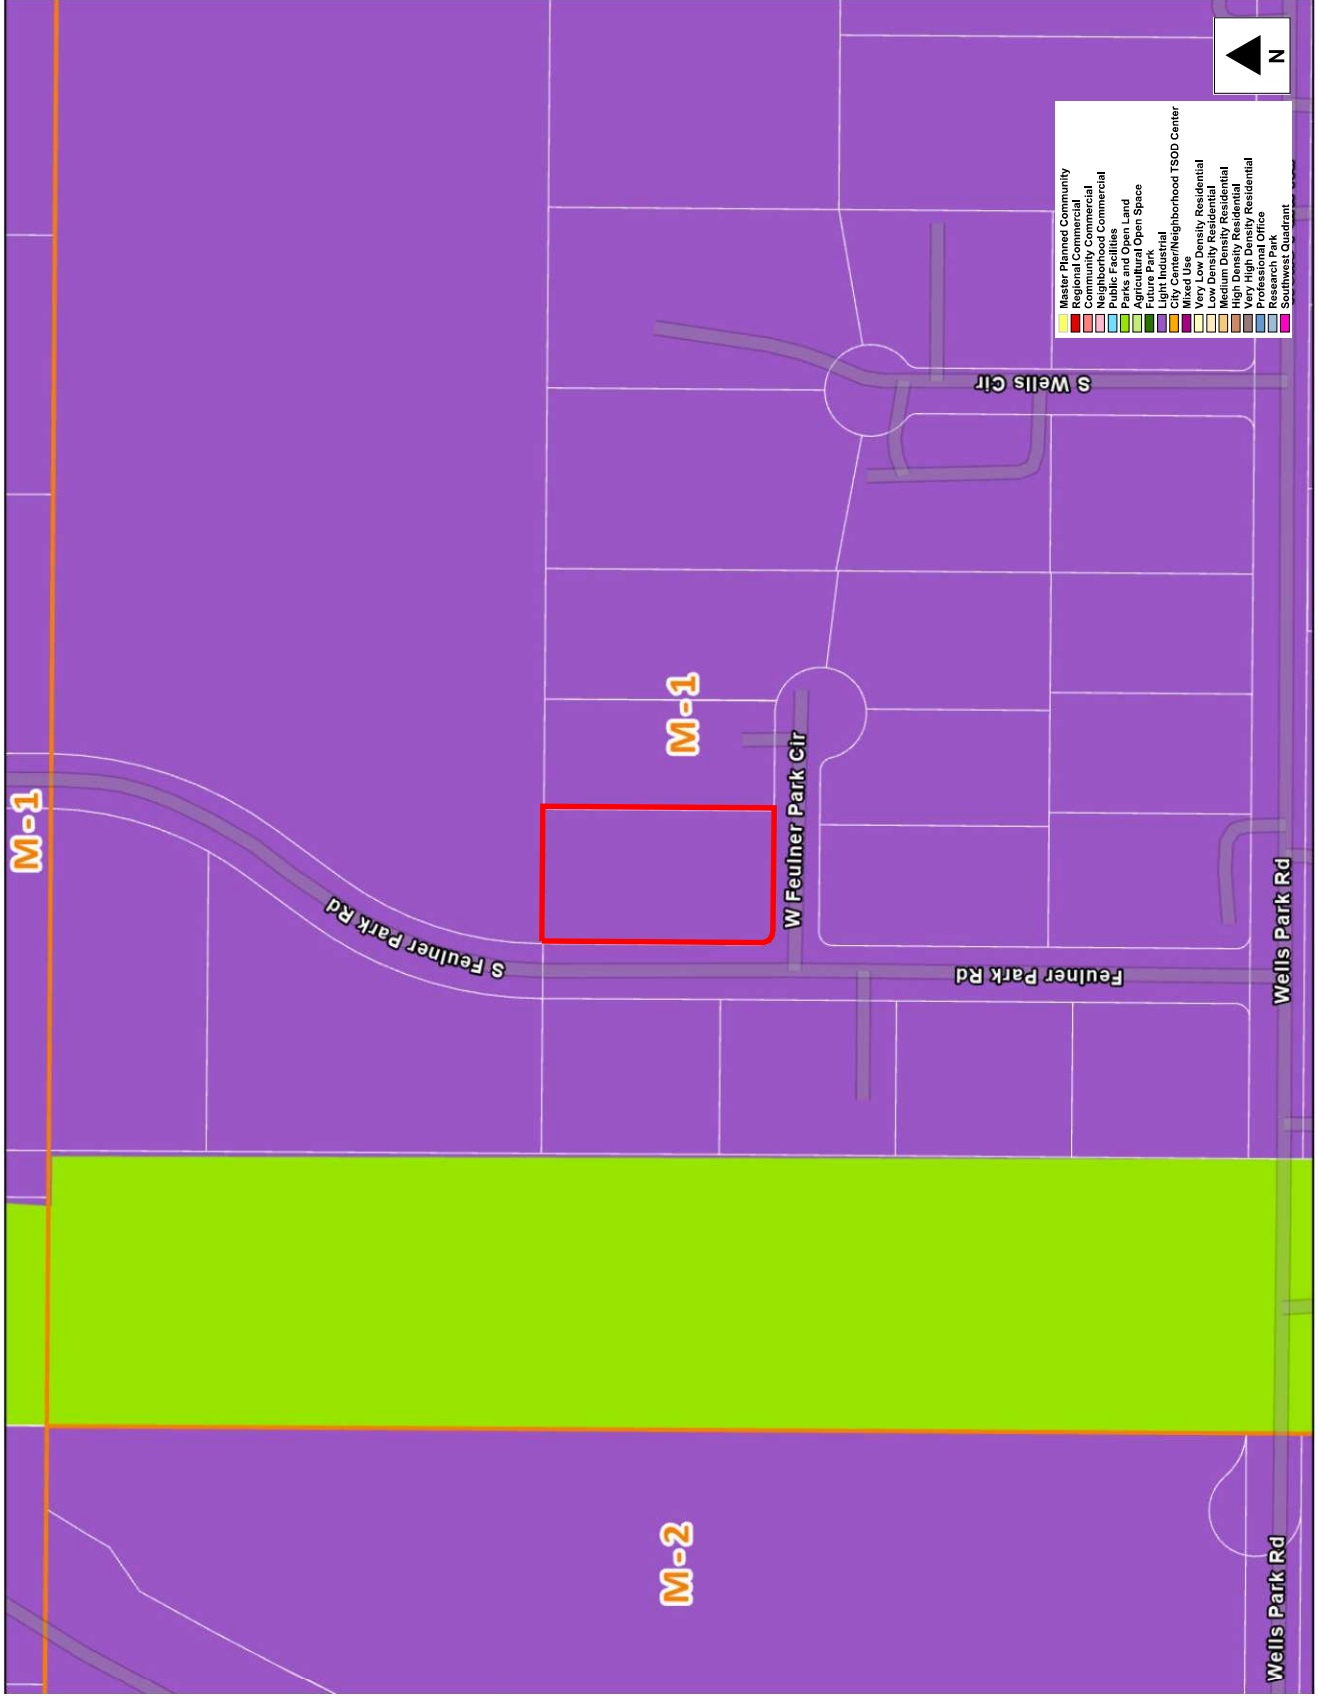 N
Master Planned Community
Regional Commercial
Community Commercial
Neighborhood Commercial
Public Facilities
Parks and Open Land
Agricultural Open Space
Future Park
Light Industrial
City Center/Neighborhood TSOD Center
Mixed Use
Very Low Density Residential
Low Density Residential
Medium Density Residential
High Density Residential
Very High Density Residential
Professional Office
Research Park
Southwest Quadrant
M-1
M-1
M-2
S Feulner Park Rd
Feulner Park Rd
W Feulner Park Cir
S Wells Cir
Wells Park Rd
Wells Park Rd